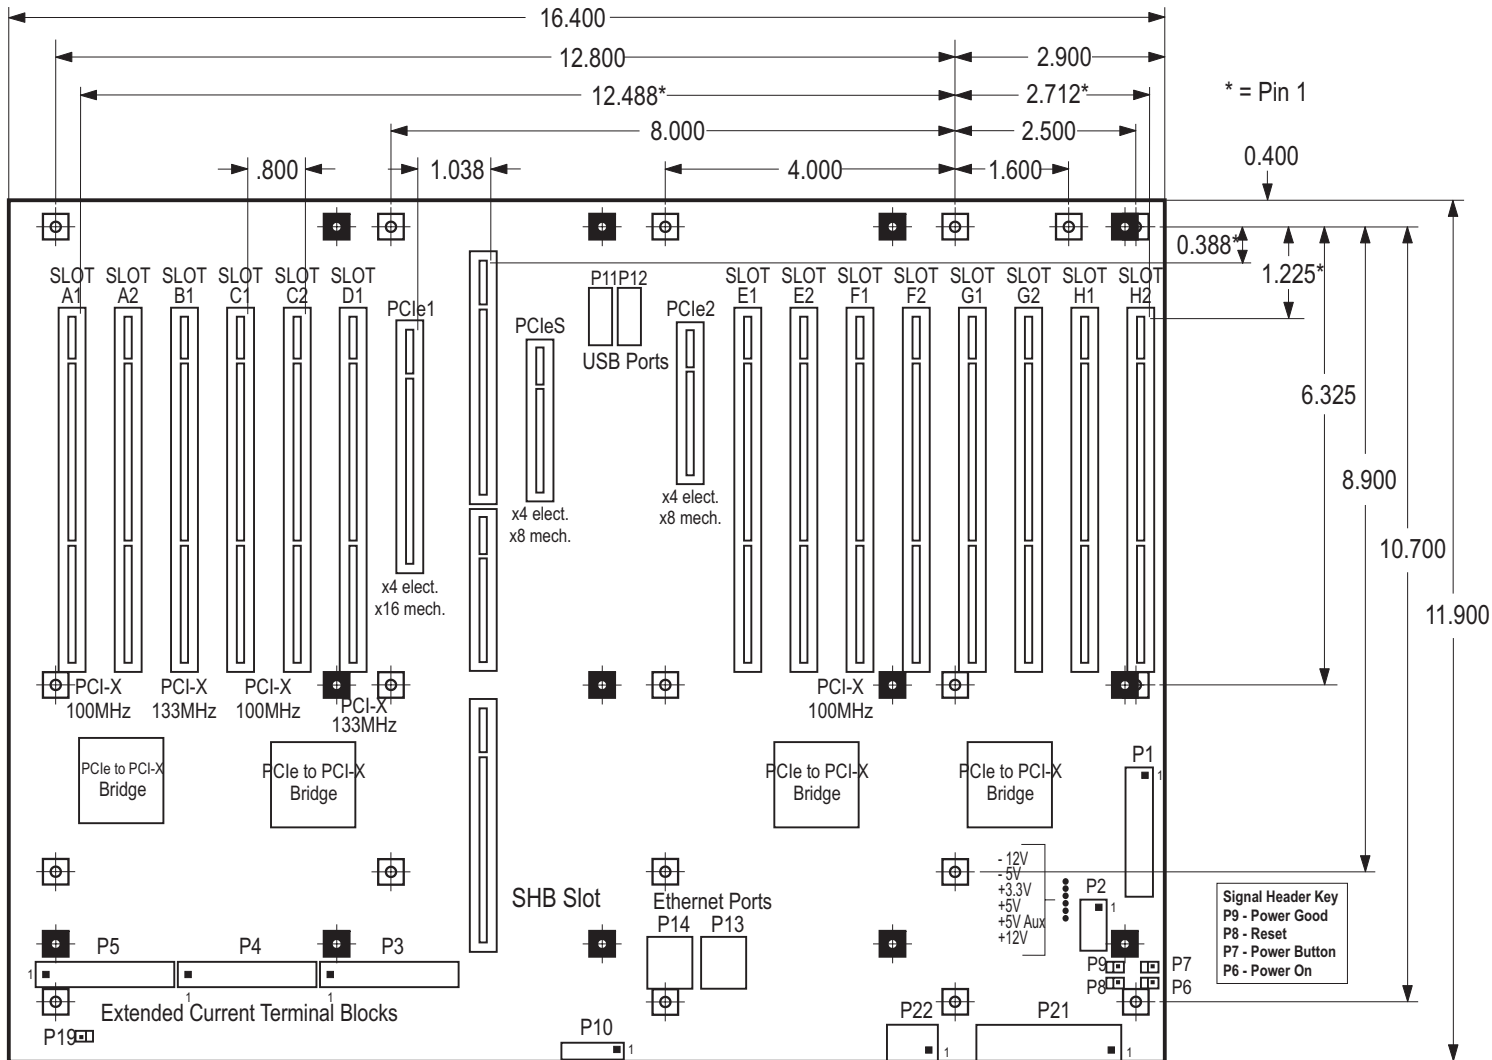 16.400
12.800
2.900
12.488*
2.712*
* = Pin 1
8.000
2.500
.800
1.038
4.000
1.600
0.400
0.388*
1.225*
SLOT A1
SLOT A2
SLOT B1
SLOT C1
SLOT C2
SLOT D1
PCIe1
PCIeS
P11
P12
USB Ports
PCIe2
SLOT E1
SLOT E2
SLOT F1
SLOT F2
SLOT G1
SLOT G2
SLOT H1
SLOT H2
6.325
8.900
10.700
11.900
x4 elect.
x8 mech.
x4 elect.
x8 mech.
x4 elect.
x16 mech.
PCI-X
100MHz
PCI-X
133MHz
PCI-X
100MHz
PCI-X
133MHz
PCI-X
100MHz
PCIe to PCI-X
Bridge
PCIe to PCI-X
Bridge
PCIe to PCI-X
Bridge
PCIe to PCI-X
Bridge
P1
1
SHB Slot
Ethernet Ports
P14
P13
- 12V
- 5V
+3.3V
+5V
+5V Aux
+12V
P2
1
Signal Header Key
P9 - Power Good
P8 - Reset
P7 - Power Button
P6 - Power On
P5
P4
P3
1
1
1
P9
P7
P8
P6
Extended Current Terminal Blocks
P19
P10
1
P22
1
P21
1